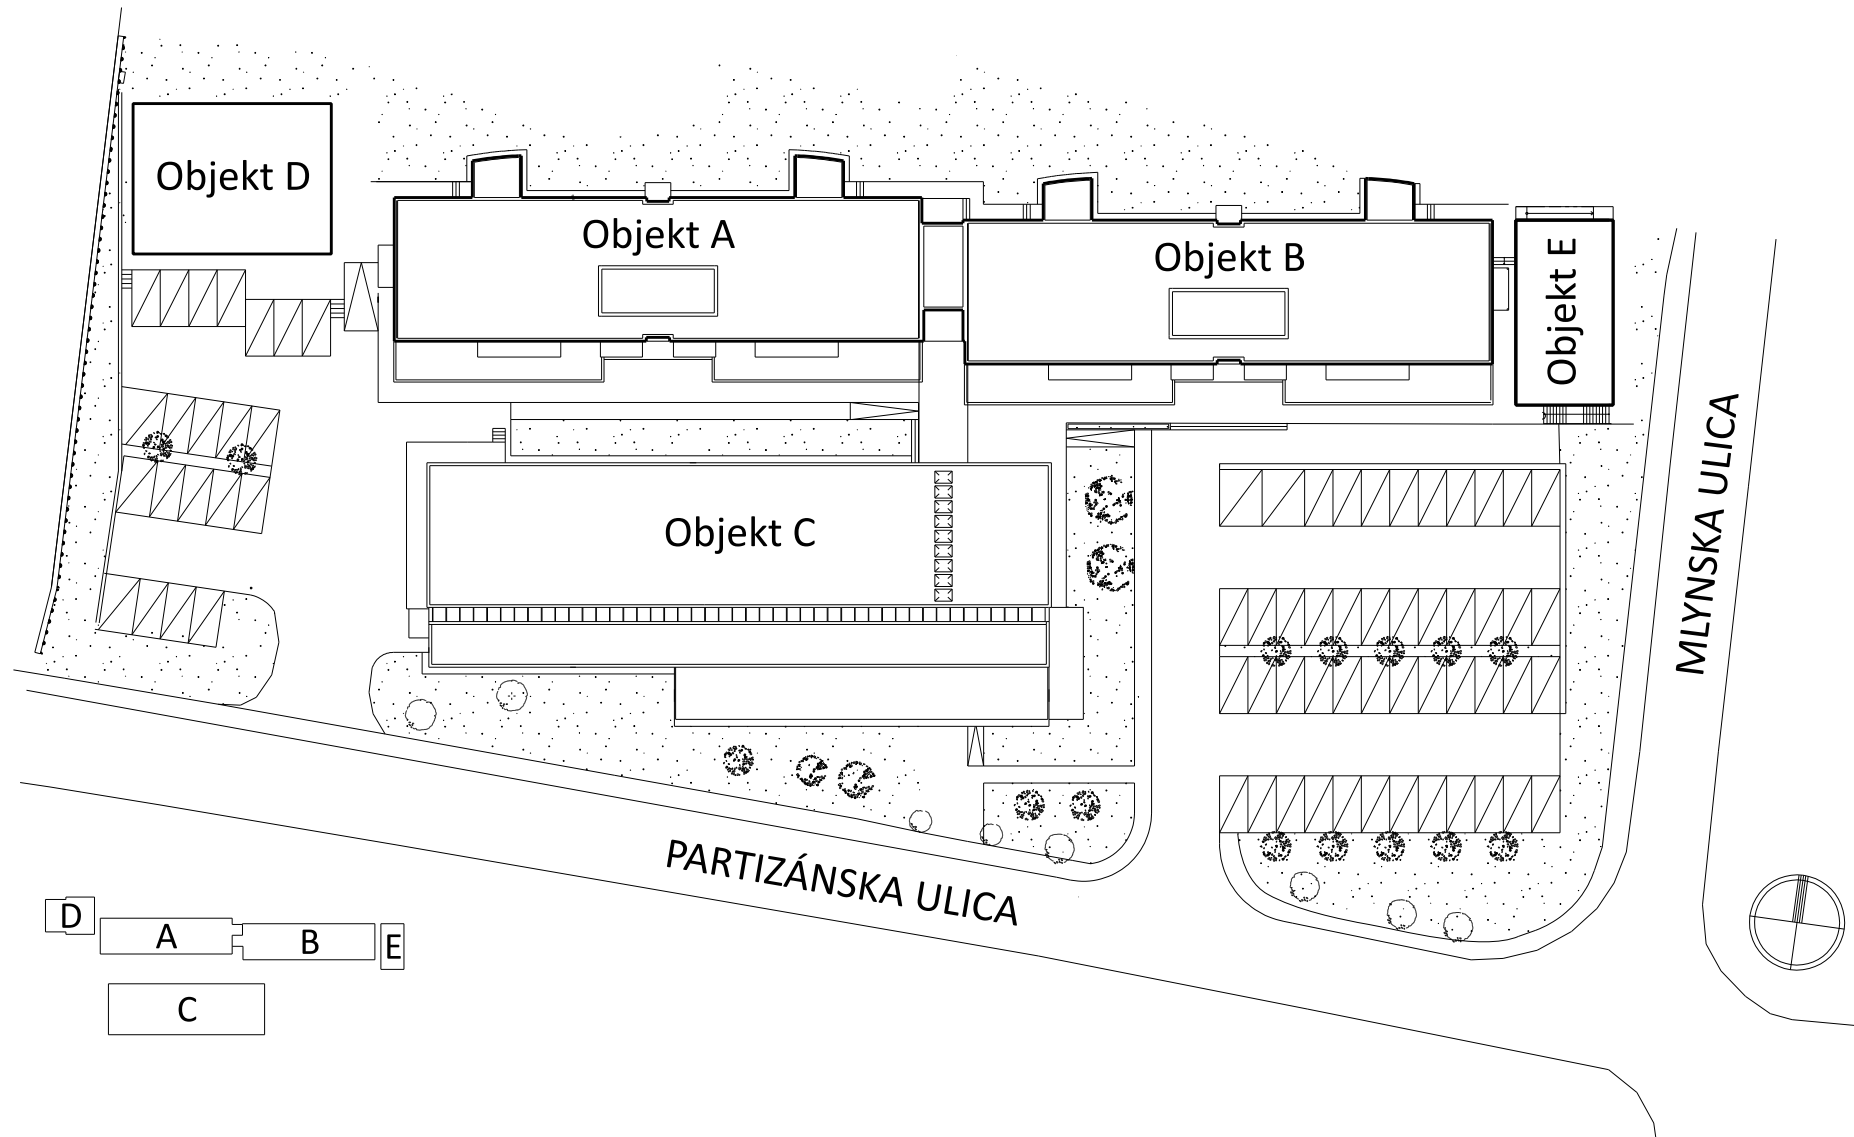 Objekt D
Objekt A
Objekt B
Objekt E
Objekt C
MLYNSKA ULICA
PARTIZÁNSKA ULICA
D
A
B
E
C